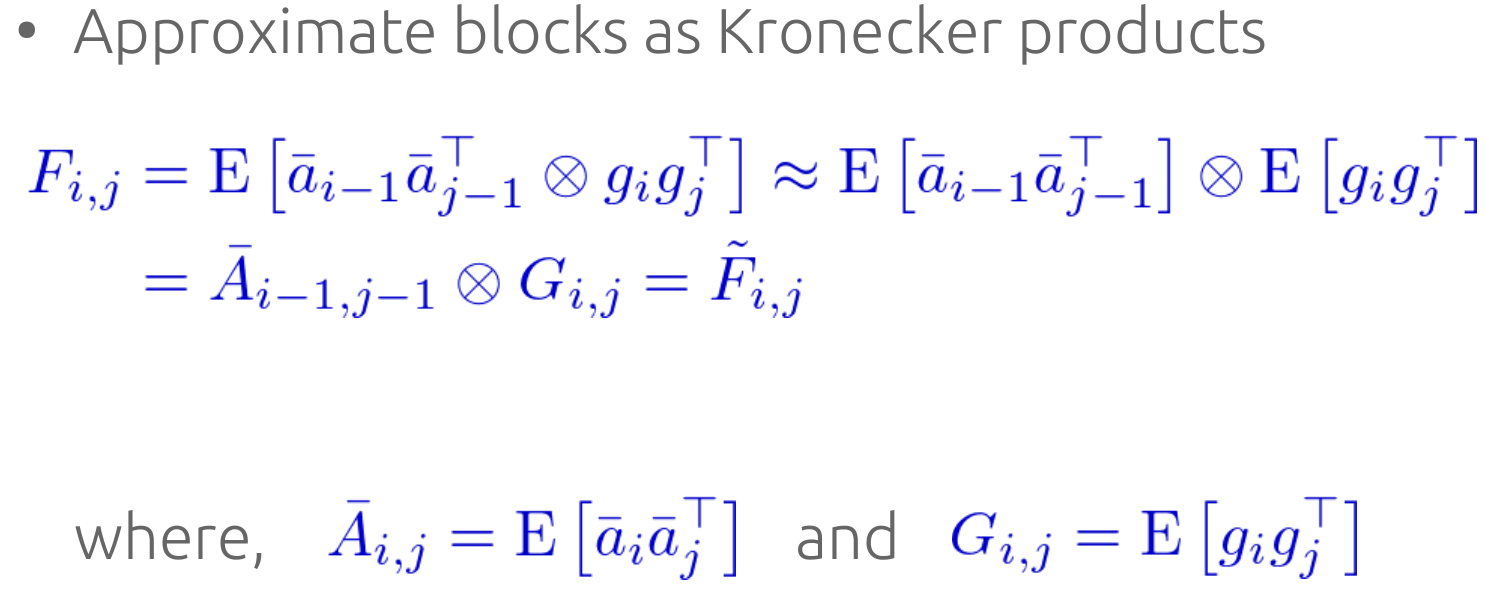 • Approximate blocks as Kronecker products
$F_{i,j} = \mathrm{E}\left[\bar{a}_{i-1}\bar{a}_{j-1}^{\top} \otimes g_i g_j^{\top}\right] \approx \mathrm{E}\left[\bar{a}_{i-1}\bar{a}_{j-1}^{\top}\right] \otimes \mathrm{E}\left[g_i g_j^{\top}\right]$
$= \bar{A}_{i-1,j-1} \otimes G_{i,j} = \tilde{F}_{i,j}$
where, $\bar{A}_{i,j} = \mathrm{E}\left[\bar{a}_i \bar{a}_j^{\top}\right]$ and $G_{i,j} = \mathrm{E}\left[g_i g_j^{\top}\right]$